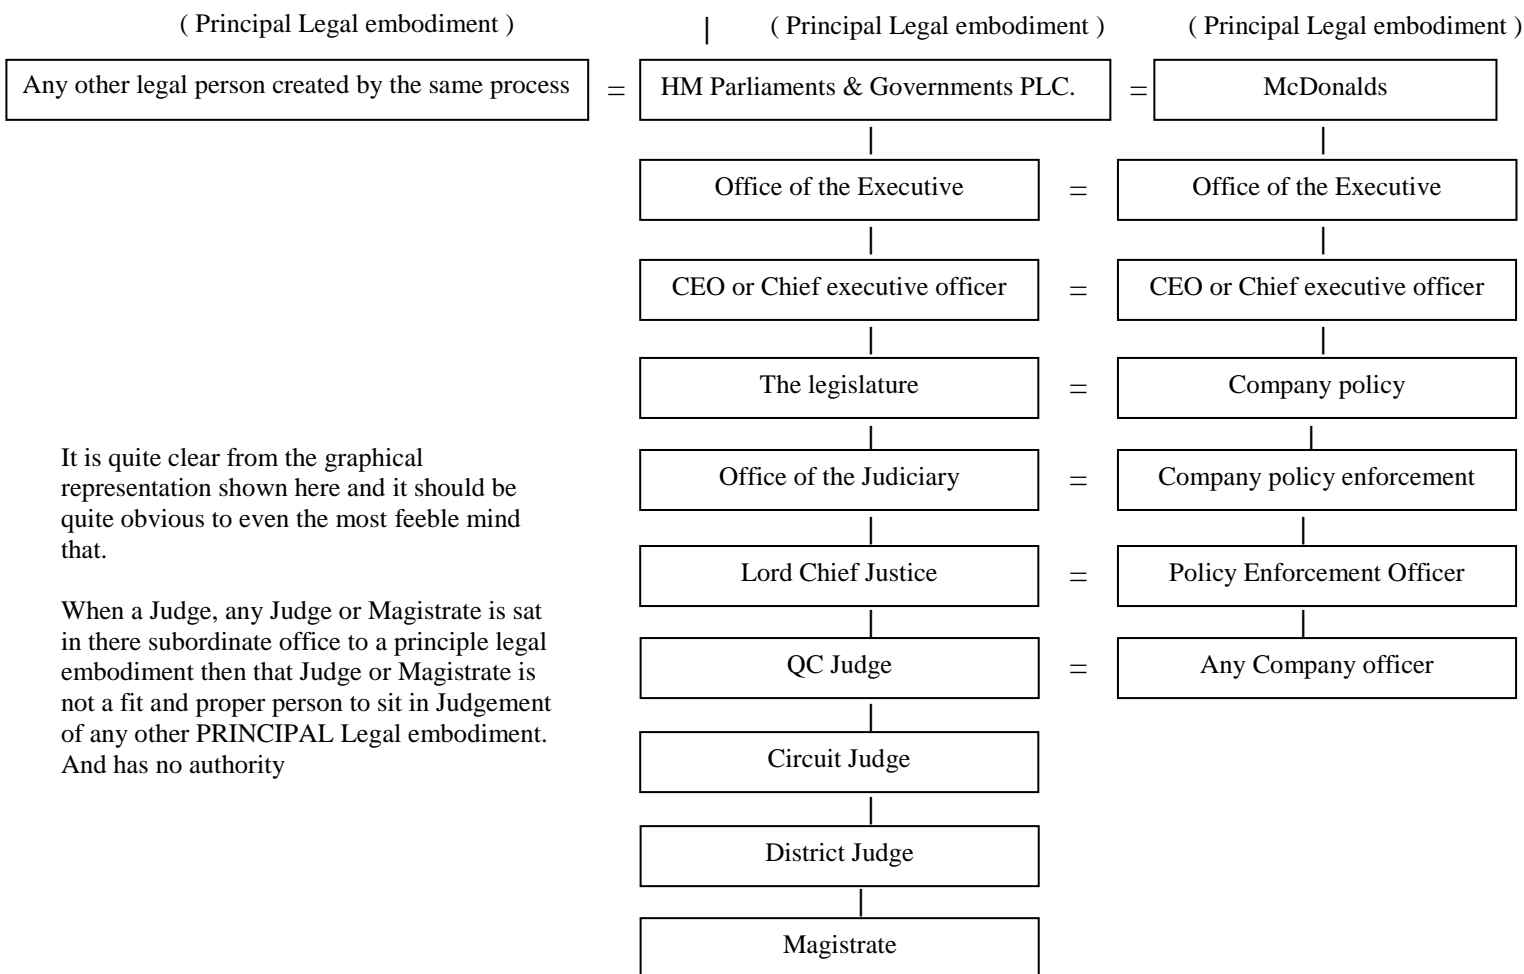 ( Principal Legal embodiment ) | ( Principal Legal embodiment ) ( Principal Legal embodiment )
Any other legal person created by the same process = HM Parliaments & Governments PLC. = McDonalds
Office of the Executive = Office of the Executive
CEO or Chief executive officer = CEO or Chief executive officer
The legislature = Company policy
Office of the Judiciary = Company policy enforcement
Lord Chief Justice = Policy Enforcement Officer
QC Judge = Any Company officer
Circuit Judge
District Judge
Magistrate
It is quite clear from the graphical
representation shown here and it should be
quite obvious to even the most feeble mind
that.
When a Judge, any Judge or Magistrate is sat
in there subordinate office to a principle legal
embodiment then that Judge or Magistrate is
not a fit and proper person to sit in Judgement
of any other PRINCIPAL Legal embodiment.
And has no authority